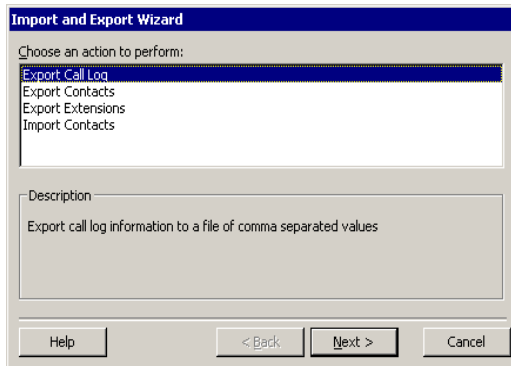 Import and Export Wizard
Choose an action to perform:
Export Call Log
Export Contacts
Export Extensions
Import Contacts
Description
Export call log information to a file of comma separated values
Help
< Back
Next >
Cancel